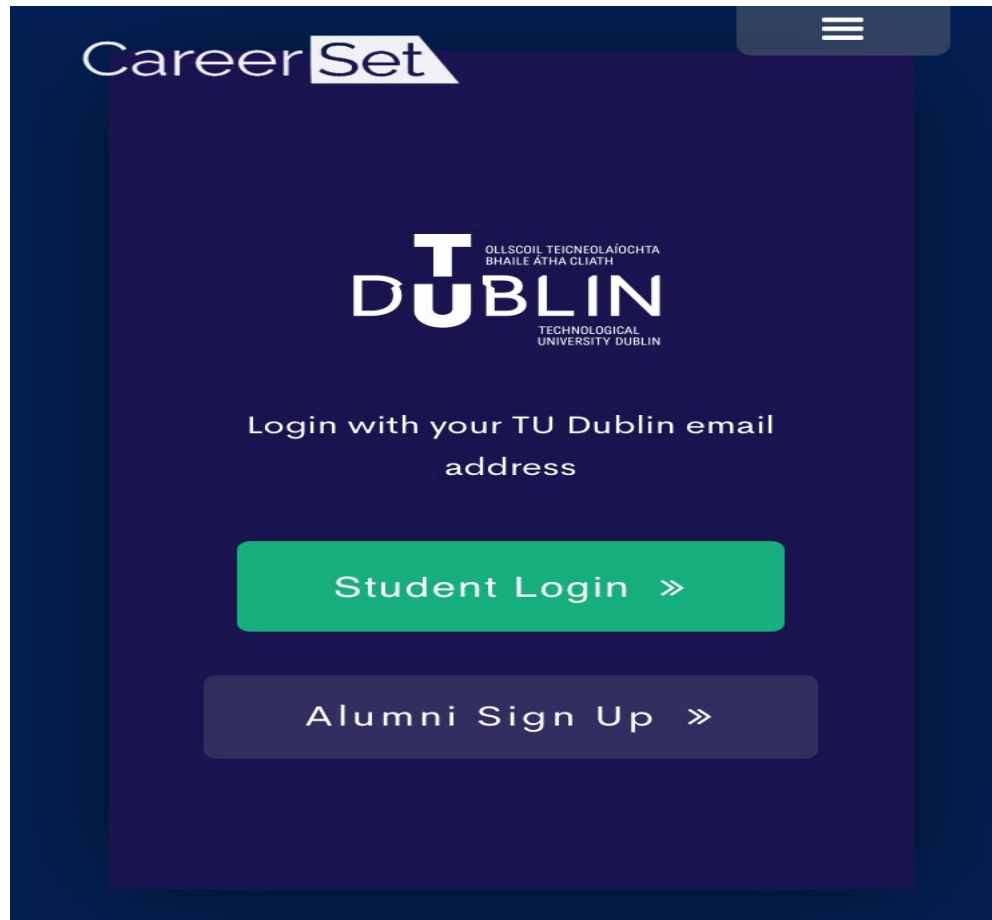 CareerSet
OLLSCOIL TEICNEOLAÍOCHTA
BHAILE ÁTHA CLIATH
T
DUBLIN
TECHNOLOGICAL
UNIVERSITY DUBLIN
Login with your TU Dublin email
address
Student Login »
Alumni Sign Up »